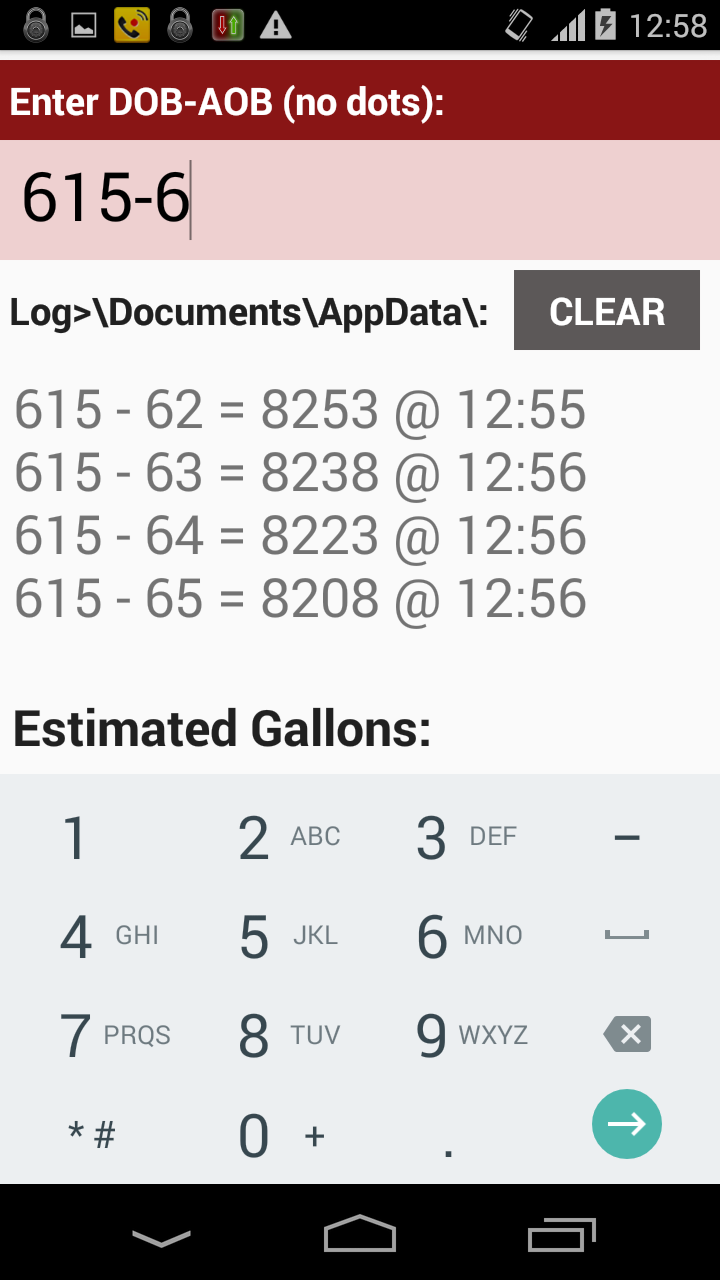 12:58
Enter DOB-AOB (no dots):
615-6
Log>\Documents\AppData\: CLEAR
615 - 62 = 8253 @ 12:55
615 - 63 = 8238 @ 12:56
615 - 64 = 8223 @ 12:56
615 - 65 = 8208 @ 12:56
Estimated Gallons:
1 2 ABC 3 DEF -
4 GHI 5 JKL 6 MNO
7 PRQS 8 TUV 9 WXYZ
* # 0 + .